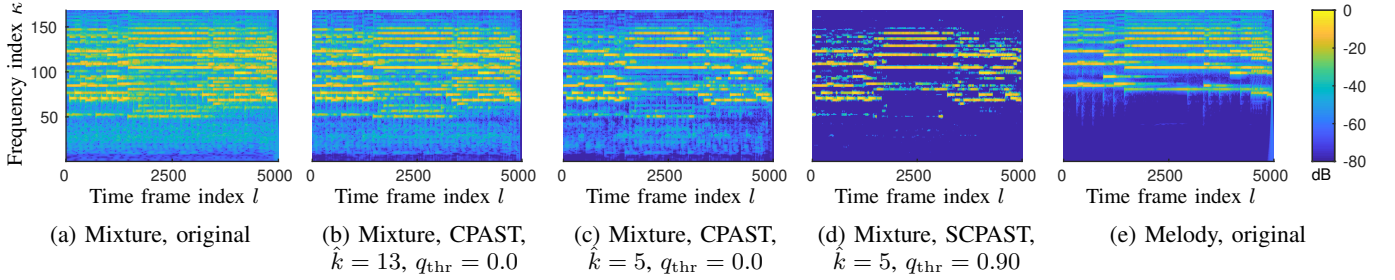 Frequency index κ
150
100
50
0 2500 5000
0 2500 5000
0 2500 5000
0 2500 5000
0 2500 5000
Time frame index l
Time frame index l
Time frame index l
Time frame index l
Time frame index l
0
-20
-40
-60
-80
dB
(a) Mixture, original
(b) Mixture, CPAST,
k̂ = 13, q_thr = 0.0
(c) Mixture, CPAST,
k̂ = 5, q_thr = 0.0
(d) Mixture, SCPAST,
k̂ = 5, q_thr = 0.90
(e) Melody, original